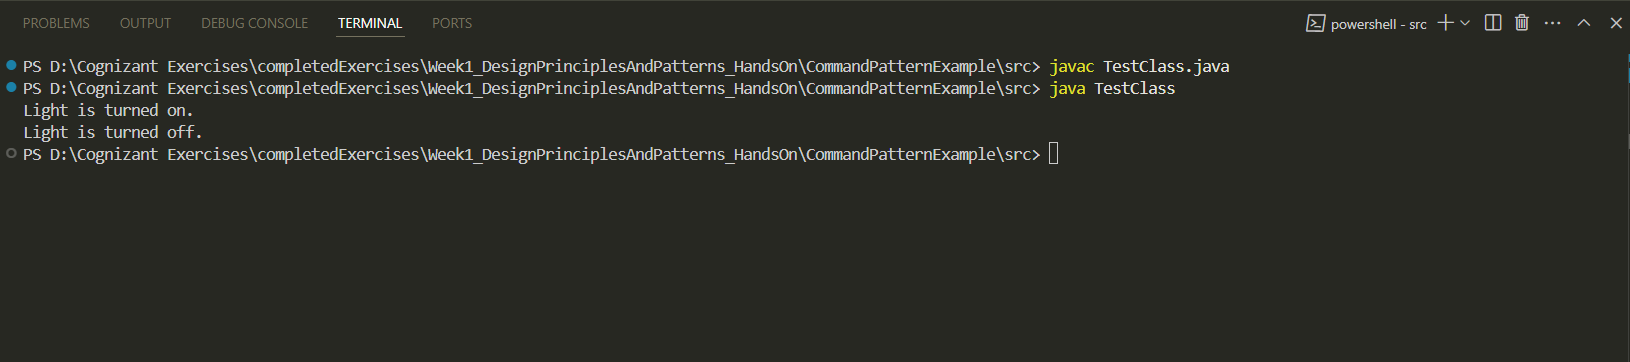 PROBLEMS OUTPUT DEBUG CONSOLE TERMINAL PORTS powershell - src
PS D:\Cognizant Exercises\completedExercises\Week1_DesignPrinciplesAndPatterns_HandsOn\CommandPatternExample\src> javac TestClass.java
PS D:\Cognizant Exercises\completedExercises\Week1_DesignPrinciplesAndPatterns_HandsOn\CommandPatternExample\src> java TestClass
Light is turned on.
Light is turned off.
PS D:\Cognizant Exercises\completedExercises\Week1_DesignPrinciplesAndPatterns_HandsOn\CommandPatternExample\src>